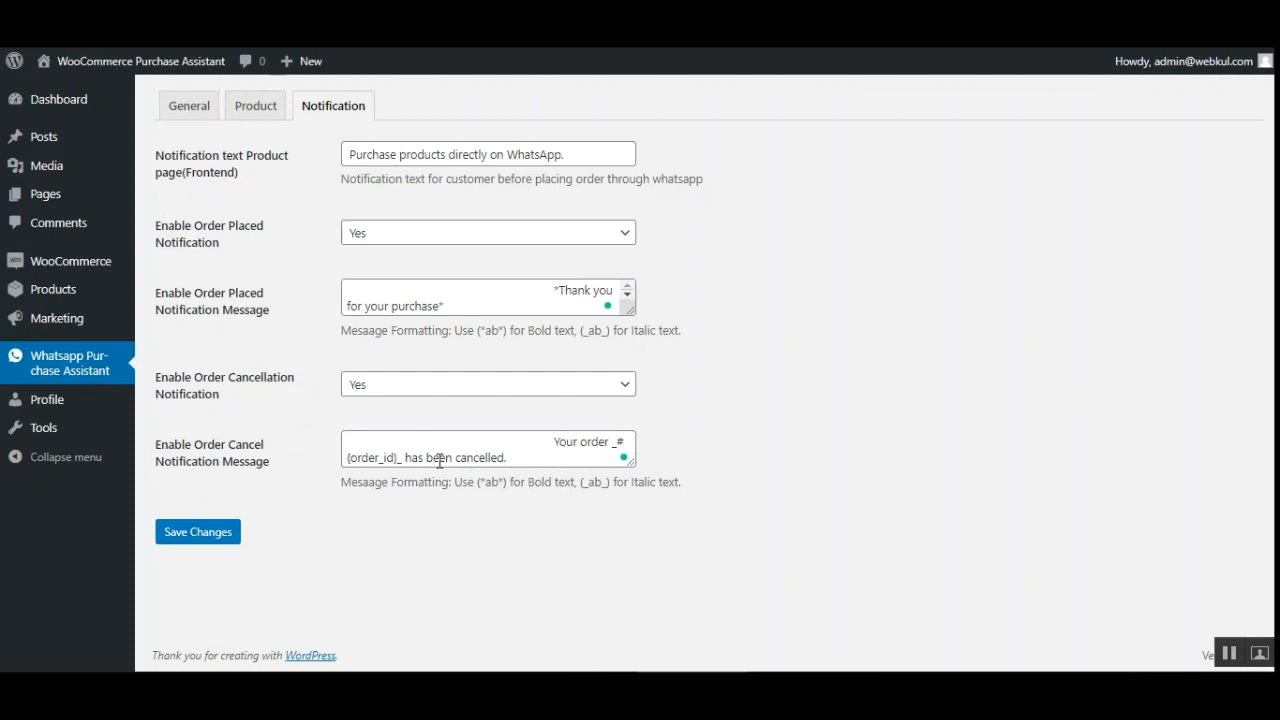 WooCommerce Purchase Assistant 0 New Howdy, admin@webkul.com
Dashboard
Posts
Media
Pages
Comments
Woo WooCommerce
Products
Marketing
Whatsapp Pur-
chase Assistant
Profile
Tools
Collapse menu
General Product Notification
Notification text Product
page(Frontend)
Purchase products directly on WhatsApp.
Notification text for customer before placing order through whatsapp
Enable Order Placed
Notification
Yes
Enable Order Placed
Notification Message
*Thank you
for your purchase*
Mesaage Formatting: Use (*ab*) for Bold text, (_ab_) for Italic text.
Enable Order Cancellation
Notification
Yes
Enable Order Cancel
Notification Message
Your order _#
{order_id}_ has been cancelled.
Mesaage Formatting: Use (*ab*) for Bold text, (_ab_) for Italic text.
Save Changes
Thank you for creating with WordPress.